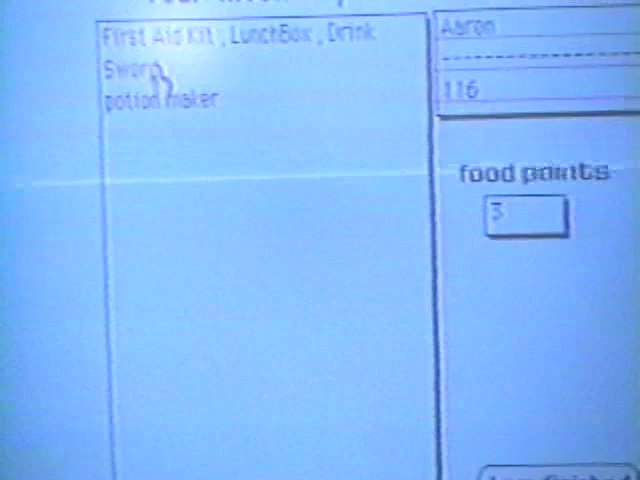 First Aid Kit , LunchBox , Drink
Sword
potion maker
Aaron
116
food points
3